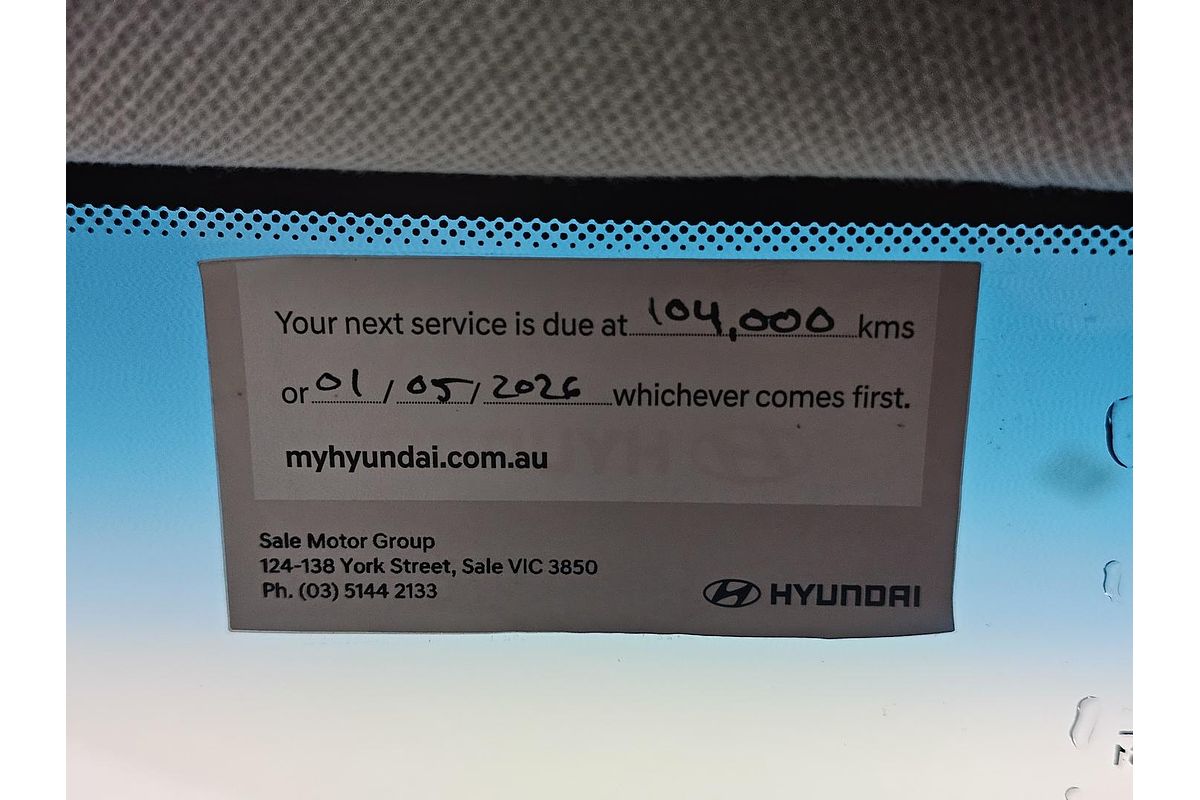 Your next service is due at 104,000 kms
or 01/05/2026 whichever comes first.
myhyundai.com.au
Sale Motor Group
124-138 York Street, Sale VIC 3850
Ph. (03) 5144 2133
HYUNDAI